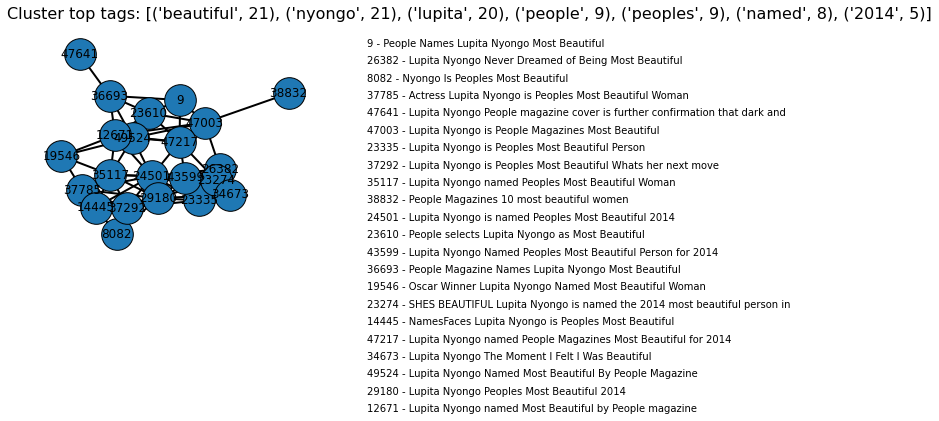 Cluster top tags: [('beautiful', 21), ('nyongo', 21), ('lupita', 20), ('people', 9), ('peoples', 9), ('named', 8), ('2014', 5)]
9 - People Names Lupita Nyongo Most Beautiful
26382 - Lupita Nyongo Never Dreamed of Being Most Beautiful
8082 - Nyongo Is Peoples Most Beautiful
37785 - Actress Lupita Nyongo is Peoples Most Beautiful Woman
47641 - Lupita Nyongo People magazine cover is further confirmation that dark and
47003 - Lupita Nyongo is People Magazines Most Beautiful
23335 - Lupita Nyongo is Peoples Most Beautiful Person
37292 - Lupita Nyongo is Peoples Most Beautiful Whats her next move
35117 - Lupita Nyongo named Peoples Most Beautiful Woman
38832 - People Magazines 10 most beautiful women
24501 - Lupita Nyongo is named Peoples Most Beautiful 2014
23610 - People selects Lupita Nyongo as Most Beautiful
43599 - Lupita Nyongo Named Peoples Most Beautiful Person for 2014
36693 - People Magazine Names Lupita Nyongo Most Beautiful
19546 - Oscar Winner Lupita Nyongo Named Most Beautiful Woman
23274 - SHES BEAUTIFUL Lupita Nyongo is named the 2014 most beautiful person in
14445 - NamesFaces Lupita Nyongo is Peoples Most Beautiful
47217 - Lupita Nyongo named People Magazines Most Beautiful for 2014
34673 - Lupita Nyongo The Moment I Felt I Was Beautiful
49524 - Lupita Nyongo Named Most Beautiful By People Magazine
29180 - Lupita Nyongo Peoples Most Beautiful 2014
12671 - Lupita Nyongo named Most Beautiful by People magazine
47641
36693
9
38832
23610
47003
12671
49524
47217
19546
26382
35117
24501
43599
23274
37785
34673
29180
23335
14445
37292
8082